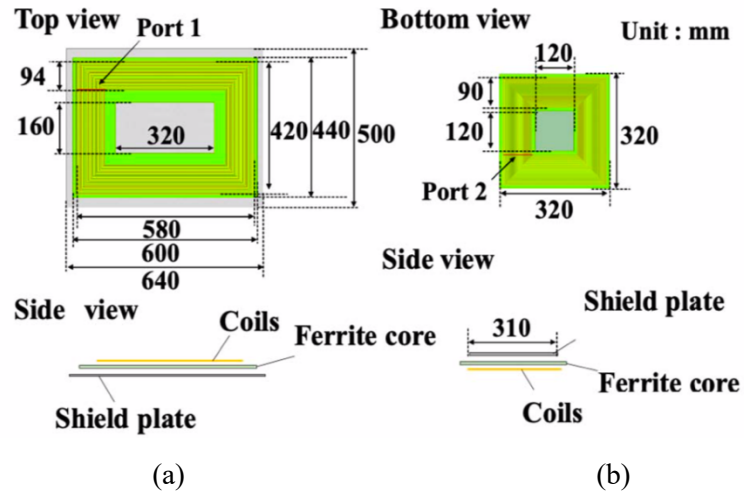 Top view
Port 1
94
160
320
420
440
500
580
600
640
Side view
Coils
Ferrite core
Shield plate
(a)
Bottom view
Unit : mm
120
90
120
320
Port 2
320
Side view
Shield plate
310
Ferrite core
Coils
(b)